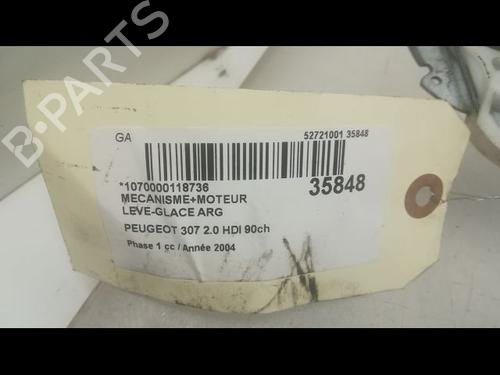 GA
52721001 35848
*1070000118736
35848
MECANISME+MOTEUR
LEVE-GLACE ARG
PEUGEOT 307 2.0 HDI 90ch
Phase 1 cc / Année 2004
B-PARTS